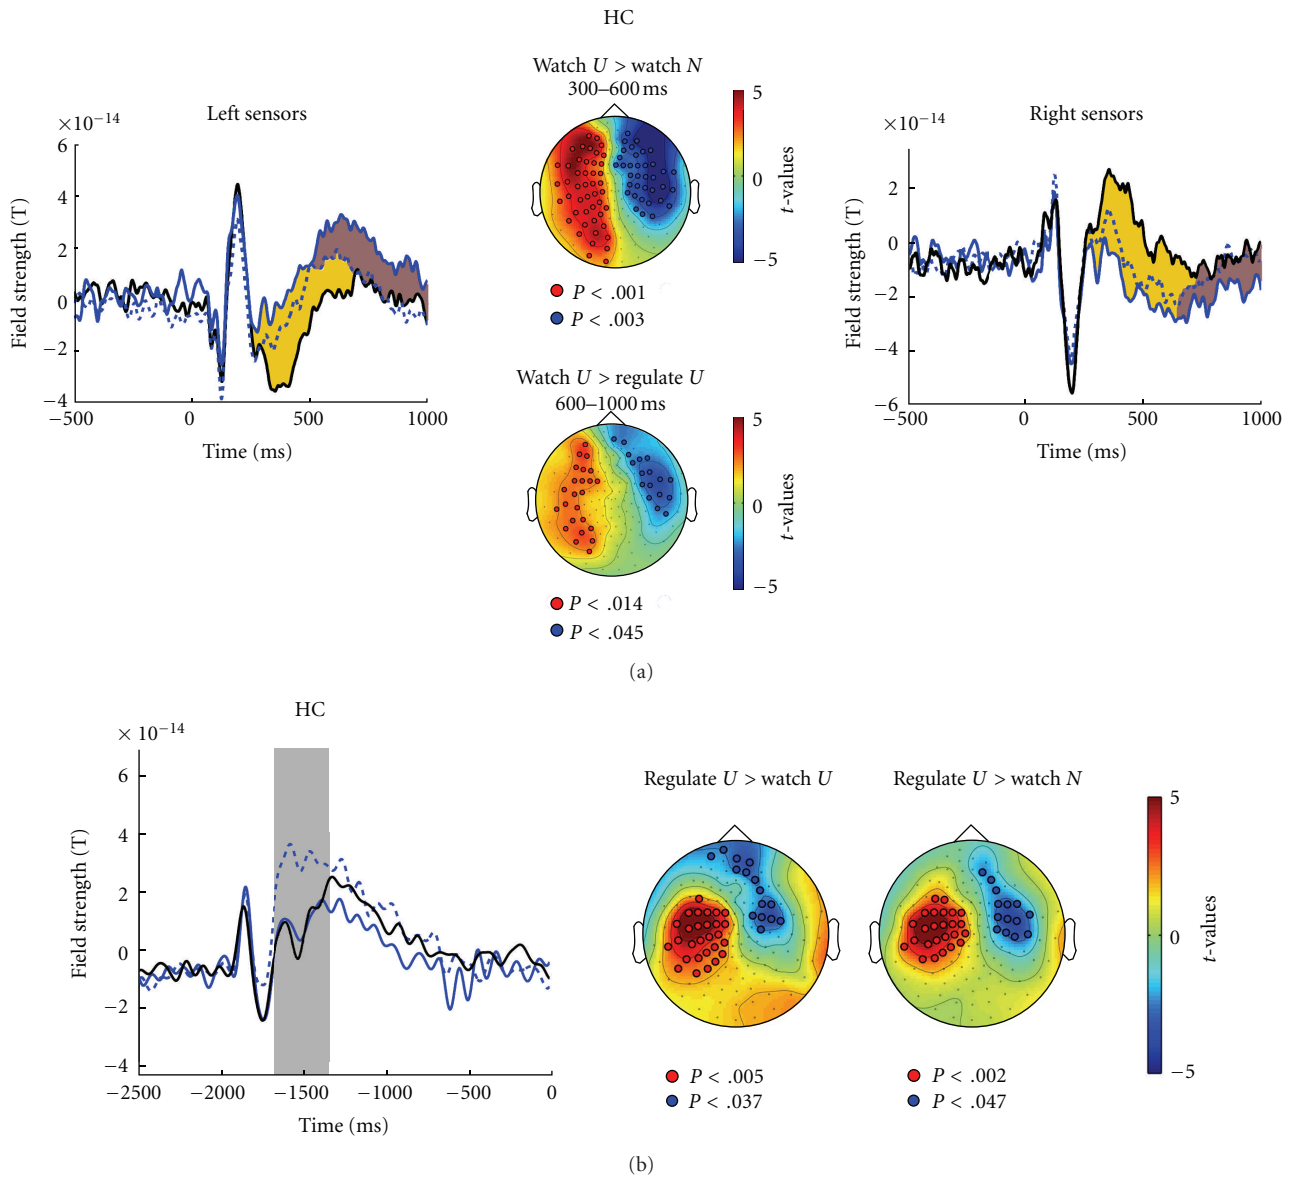 HC
Watch U > watch N
300–600 ms
Left sensors
×10−14
6
4
2
0
−2
−4
−500
0
500
1000
Time (ms)
Field strength (T)
5
0
−5
t-values
P < .001
P < .003
Right sensors
×10−14
2
0
−2
−4
−6
−500
0
500
1000
Time (ms)
Field strength (T)
Watch U > regulate U
600–1000 ms
5
0
−5
t-values
P < .014
P < .045
(a)
HC
× 10−14
6
4
2
0
−2
−4
−2500
−2000
−1500
−1000
−500
0
Time (ms)
Field strength (T)
Regulate U > watch U
P < .005
P < .037
Regulate U > watch N
P < .002
P < .047
5
0
−5
t-values
(b)